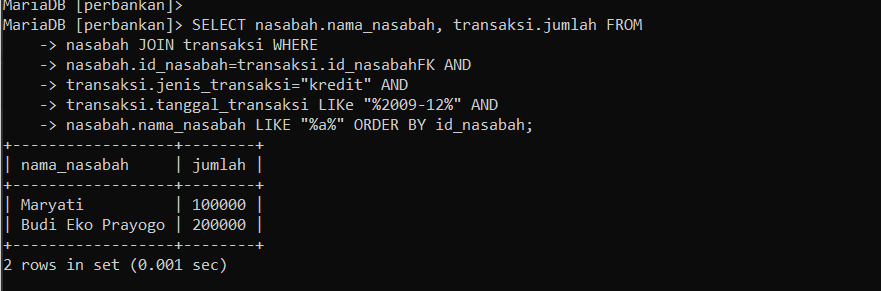 MariaDB [perbankan]>
MariaDB [perbankan]> SELECT nasabah.nama_nasabah, transaksi.jumlah FROM
    -> nasabah JOIN transaksi WHERE
    -> nasabah.id_nasabah=transaksi.id_nasabahFK AND
    -> transaksi.jenis_transaksi="kredit" AND
    -> transaksi.tanggal_transaksi LIKe "%2009-12%" AND
    -> nasabah.nama_nasabah LIKE "%a%" ORDER BY id_nasabah;
+------------------+--------+
| nama_nasabah     | jumlah |
+------------------+--------+
| Maryati          | 100000 |
| Budi Eko Prayogo | 200000 |
+------------------+--------+
2 rows in set (0.001 sec)